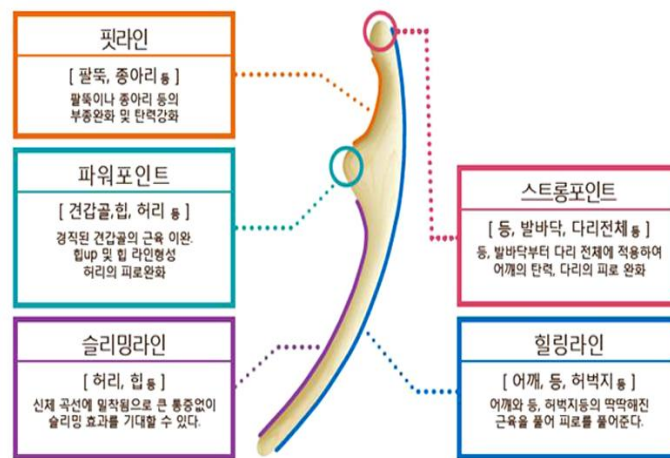 핏라인
[ 팔뚝, 종아리 등 ]
팔뚝이나 종아리 등의
부종완화 및 탄력강화
파워포인트
[ 견갑골,힙, 허리 등 ]
경직된 견갑골의 근육 이완.
힙up 및 힙 라인형성
허리의 피로완화
슬리밍라인
[ 허리, 힙 등 ]
신체 곡선에 밀착됨으로 큰 통증없이
슬리밍 효과를 기대할 수 있다.
스트롱포인트
[ 등, 발바닥, 다리전체 등 ]
등, 발바닥부터 다리 전체에 적용하여
어깨의 탄력, 다리의 피로 완화
힐링라인
[ 어깨, 등, 허벅지 등 ]
어깨와 등, 허벅지등의 딱딱해진
근육을 풀어 피로를 풀어준다.